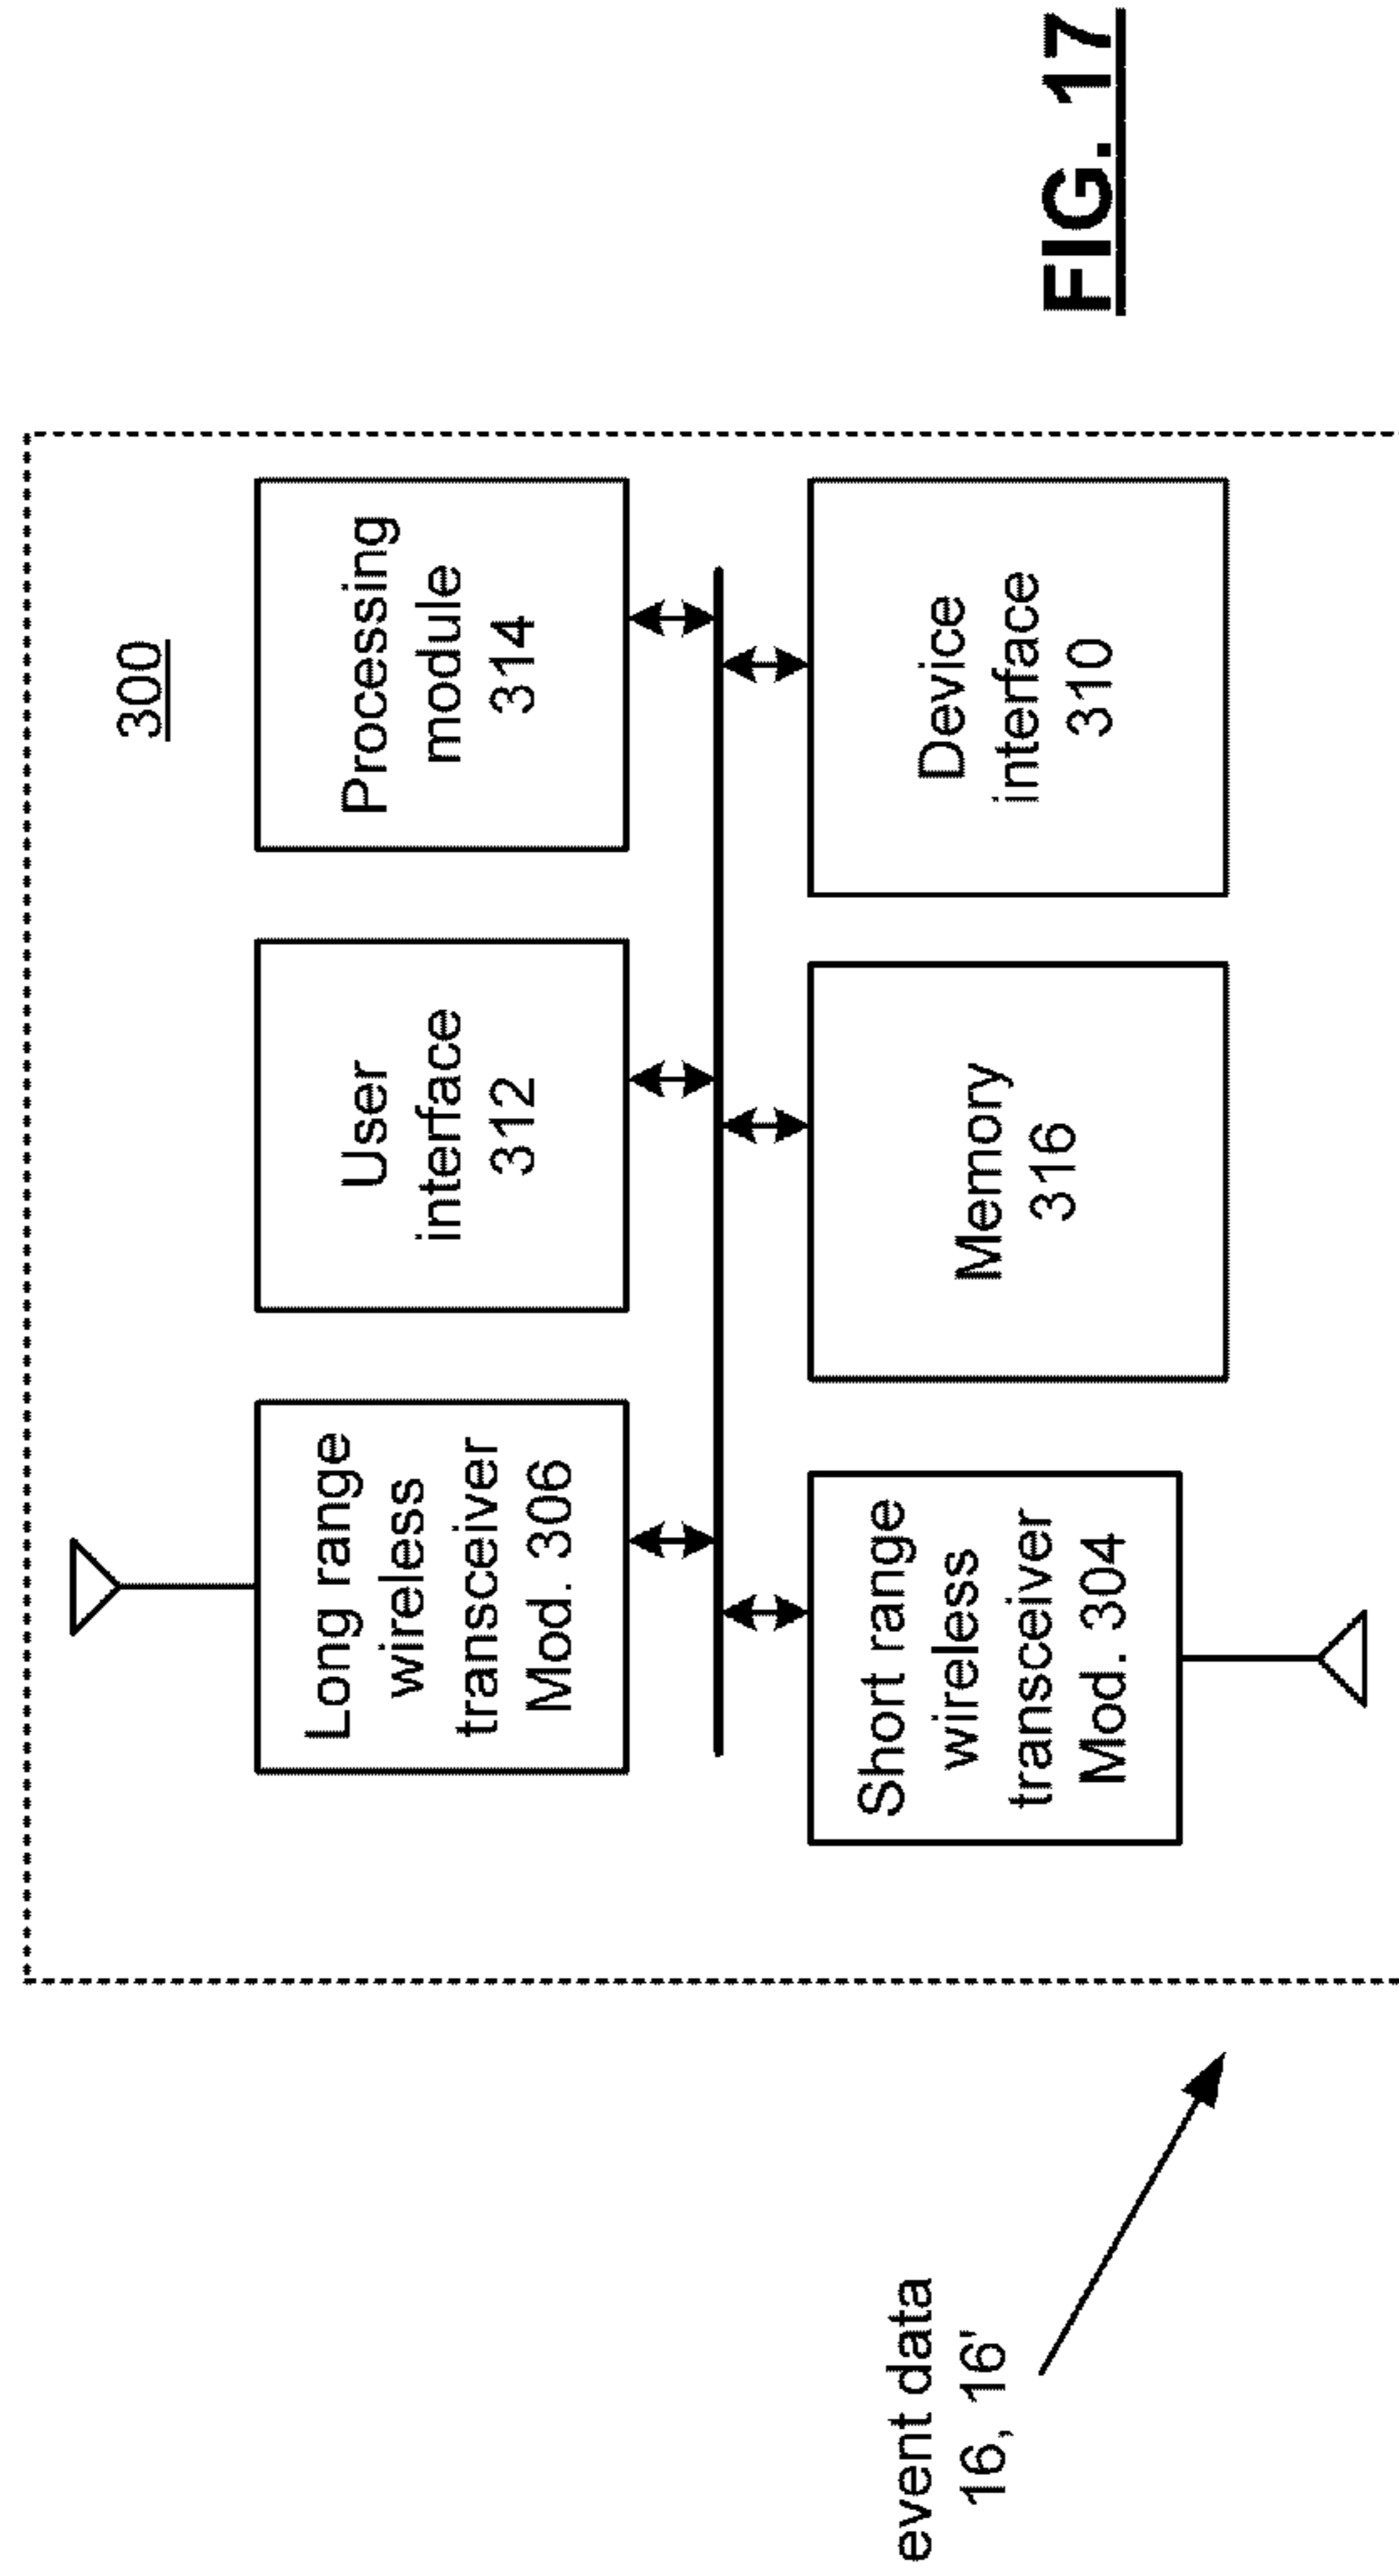 300
Long range
wireless
transceiver
Mod. 306
User
interface
312
Processing
module
314
Short range
wireless
transceiver
Mod. 304
Memory
316
Device
interface
310
event data
16, 16'
FIG. 17